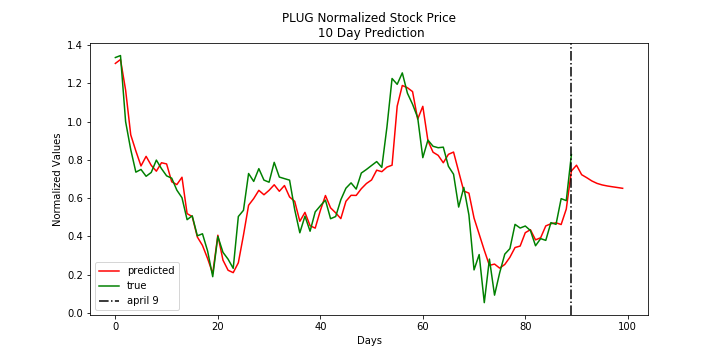 PLUG Normalized Stock Price
10 Day Prediction
Normalized Values
1.4
1.2
1.0
0.8
0.6
0.4
0.2
0.0
predicted
true
april 9
0 20 40 60 80 100
Days